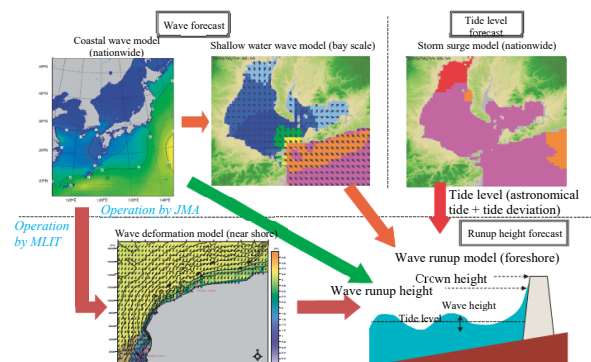 Wave forecast
Tide level
forecast
Coastal wave model
(nationwide)
Shallow water wave model (bay scale)
Storm surge model (nationwide)
Operation by JMA
Operation
by MLIT
Tide level (astronomical
tide + tide deviation)
Runup height forecast
Wave deformation model (near shore)
Wave runup model (foreshore)
Crown height
Wave runup height
Wave height
Tide level